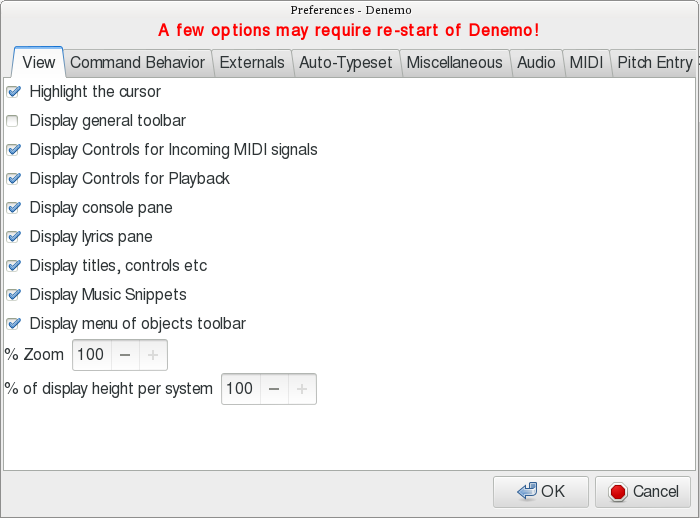 Preferences - Denemo
A few options may require re-start of Denemo!
View Command Behavior Externals Auto-Typeset Miscellaneous Audio MIDI Pitch Entry
Highlight the cursor
Display general toolbar
Display Controls for Incoming MIDI signals
Display Controls for Playback
Display console pane
Display lyrics pane
Display titles, controls etc
Display Music Snippets
Display menu of objects toolbar
% Zoom 100 − +
% of display height per system 100 − +
OK Cancel